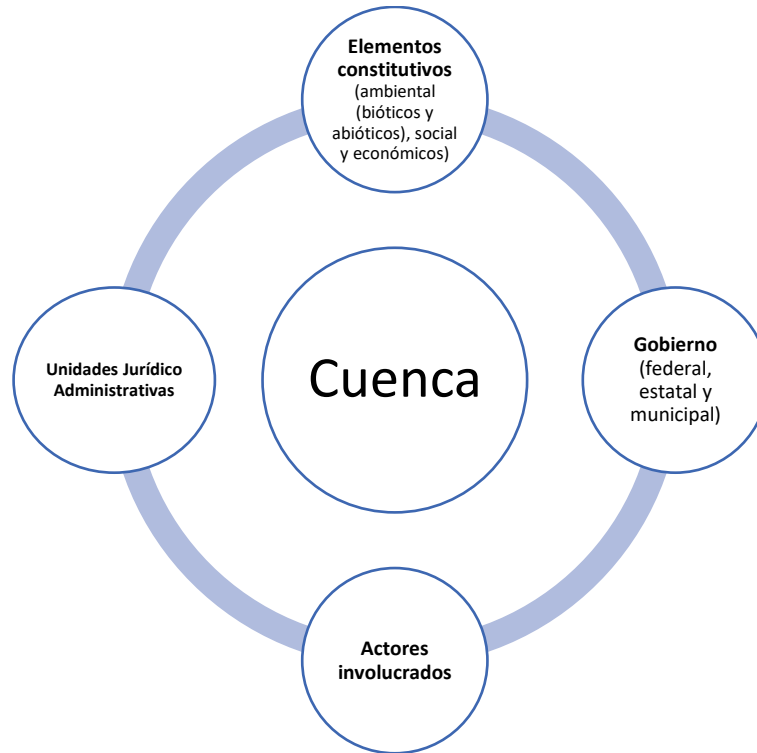 Elementos
constitutivos
(ambiental
(bióticos y
abióticos), social
y económicos)
Unidades Jurídico
Administrativas
Cuenca
Gobierno
(federal,
estatal y
municipal)
Actores
involucrados